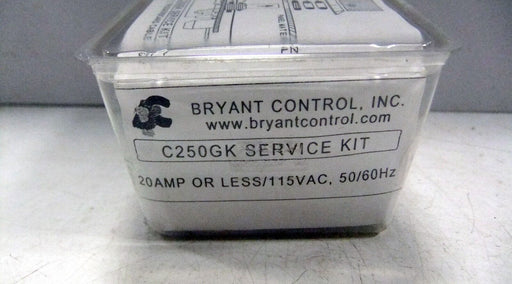 BRYANT CONTROL, INC.
www.bryantcontrol.com
C250GK SERVICE KIT
20AMP OR LESS/115VAC, 50/60Hz